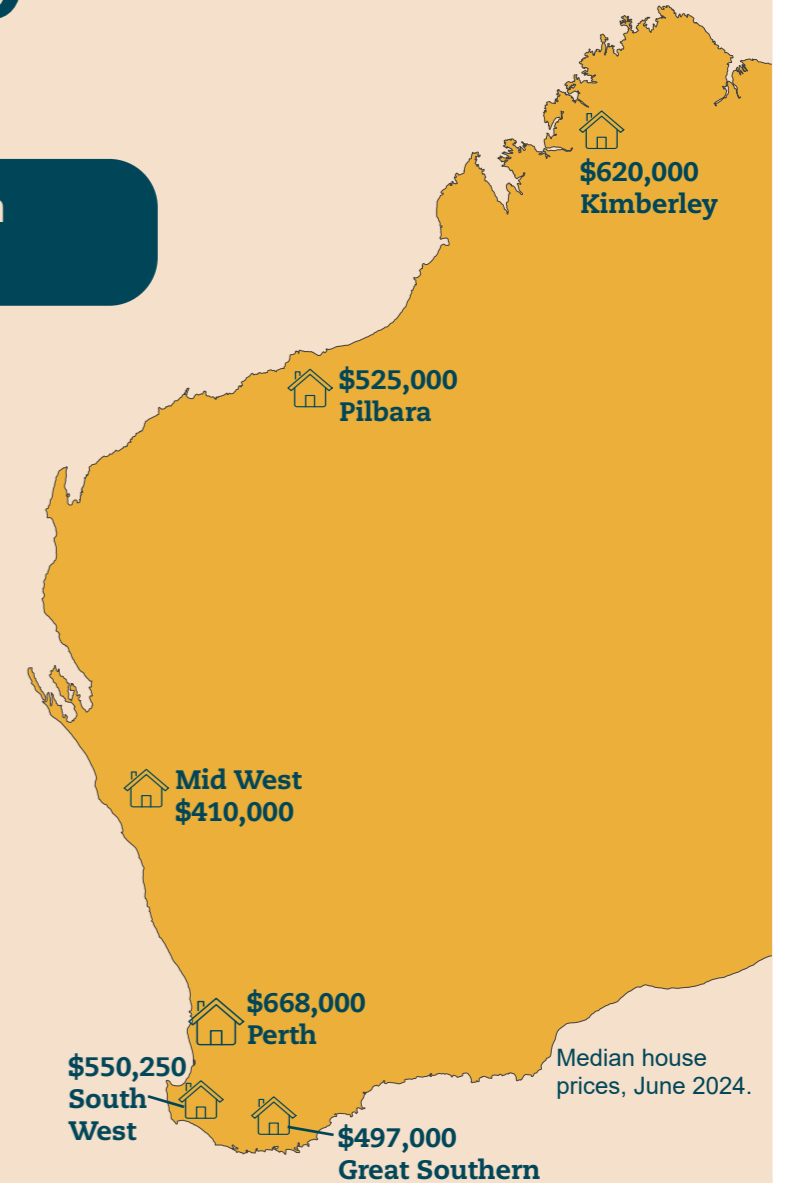 $620,000
Kimberley
$525,000
Pilbara
Mid West
$410,000
$668,000
Perth
$550,250
South
West
$497,000
Great Southern
Median house
prices, June 2024.